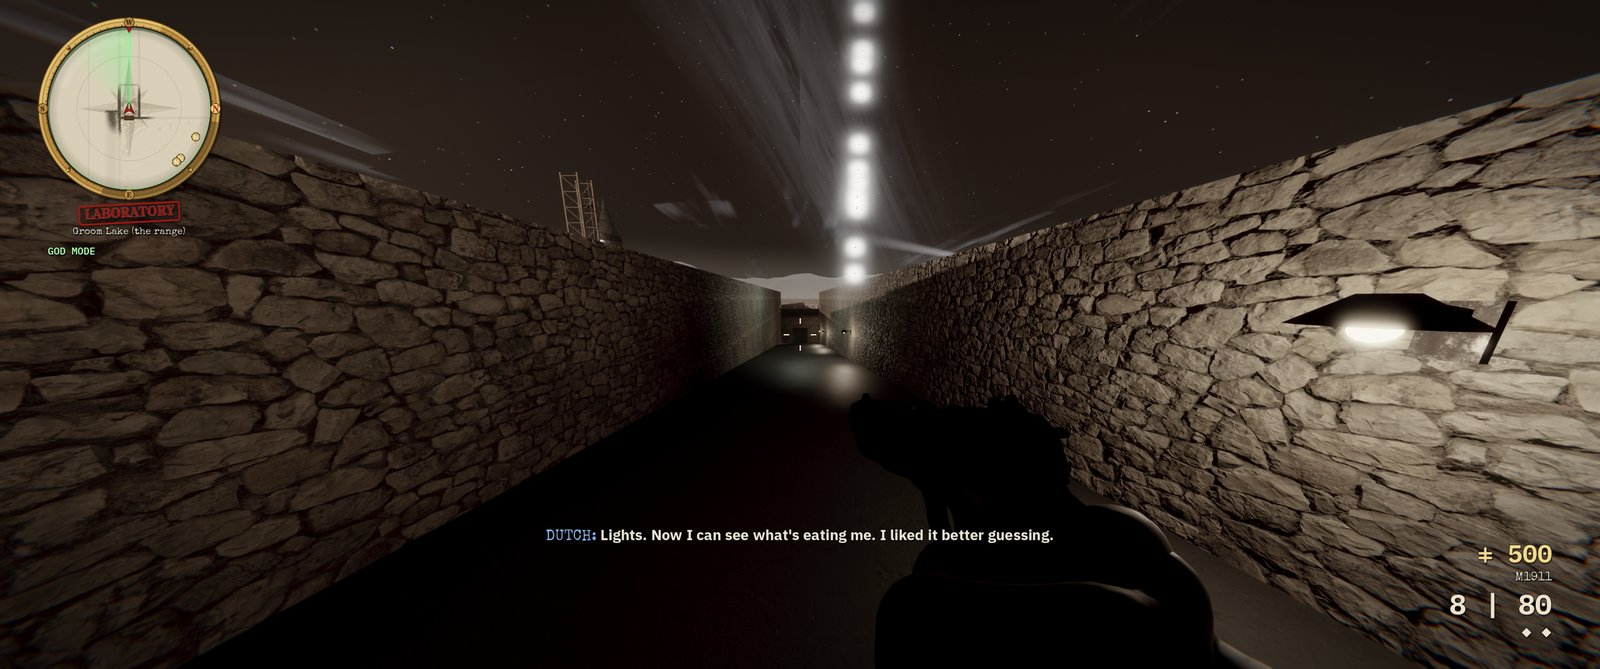 W
S
N
E
LABORATORY
Groom Lake (the range)
GOD MODE
DUTCH: Lights. Now I can see what's eating me. I liked it better guessing.
ǂ 500
M1911
8 | 80